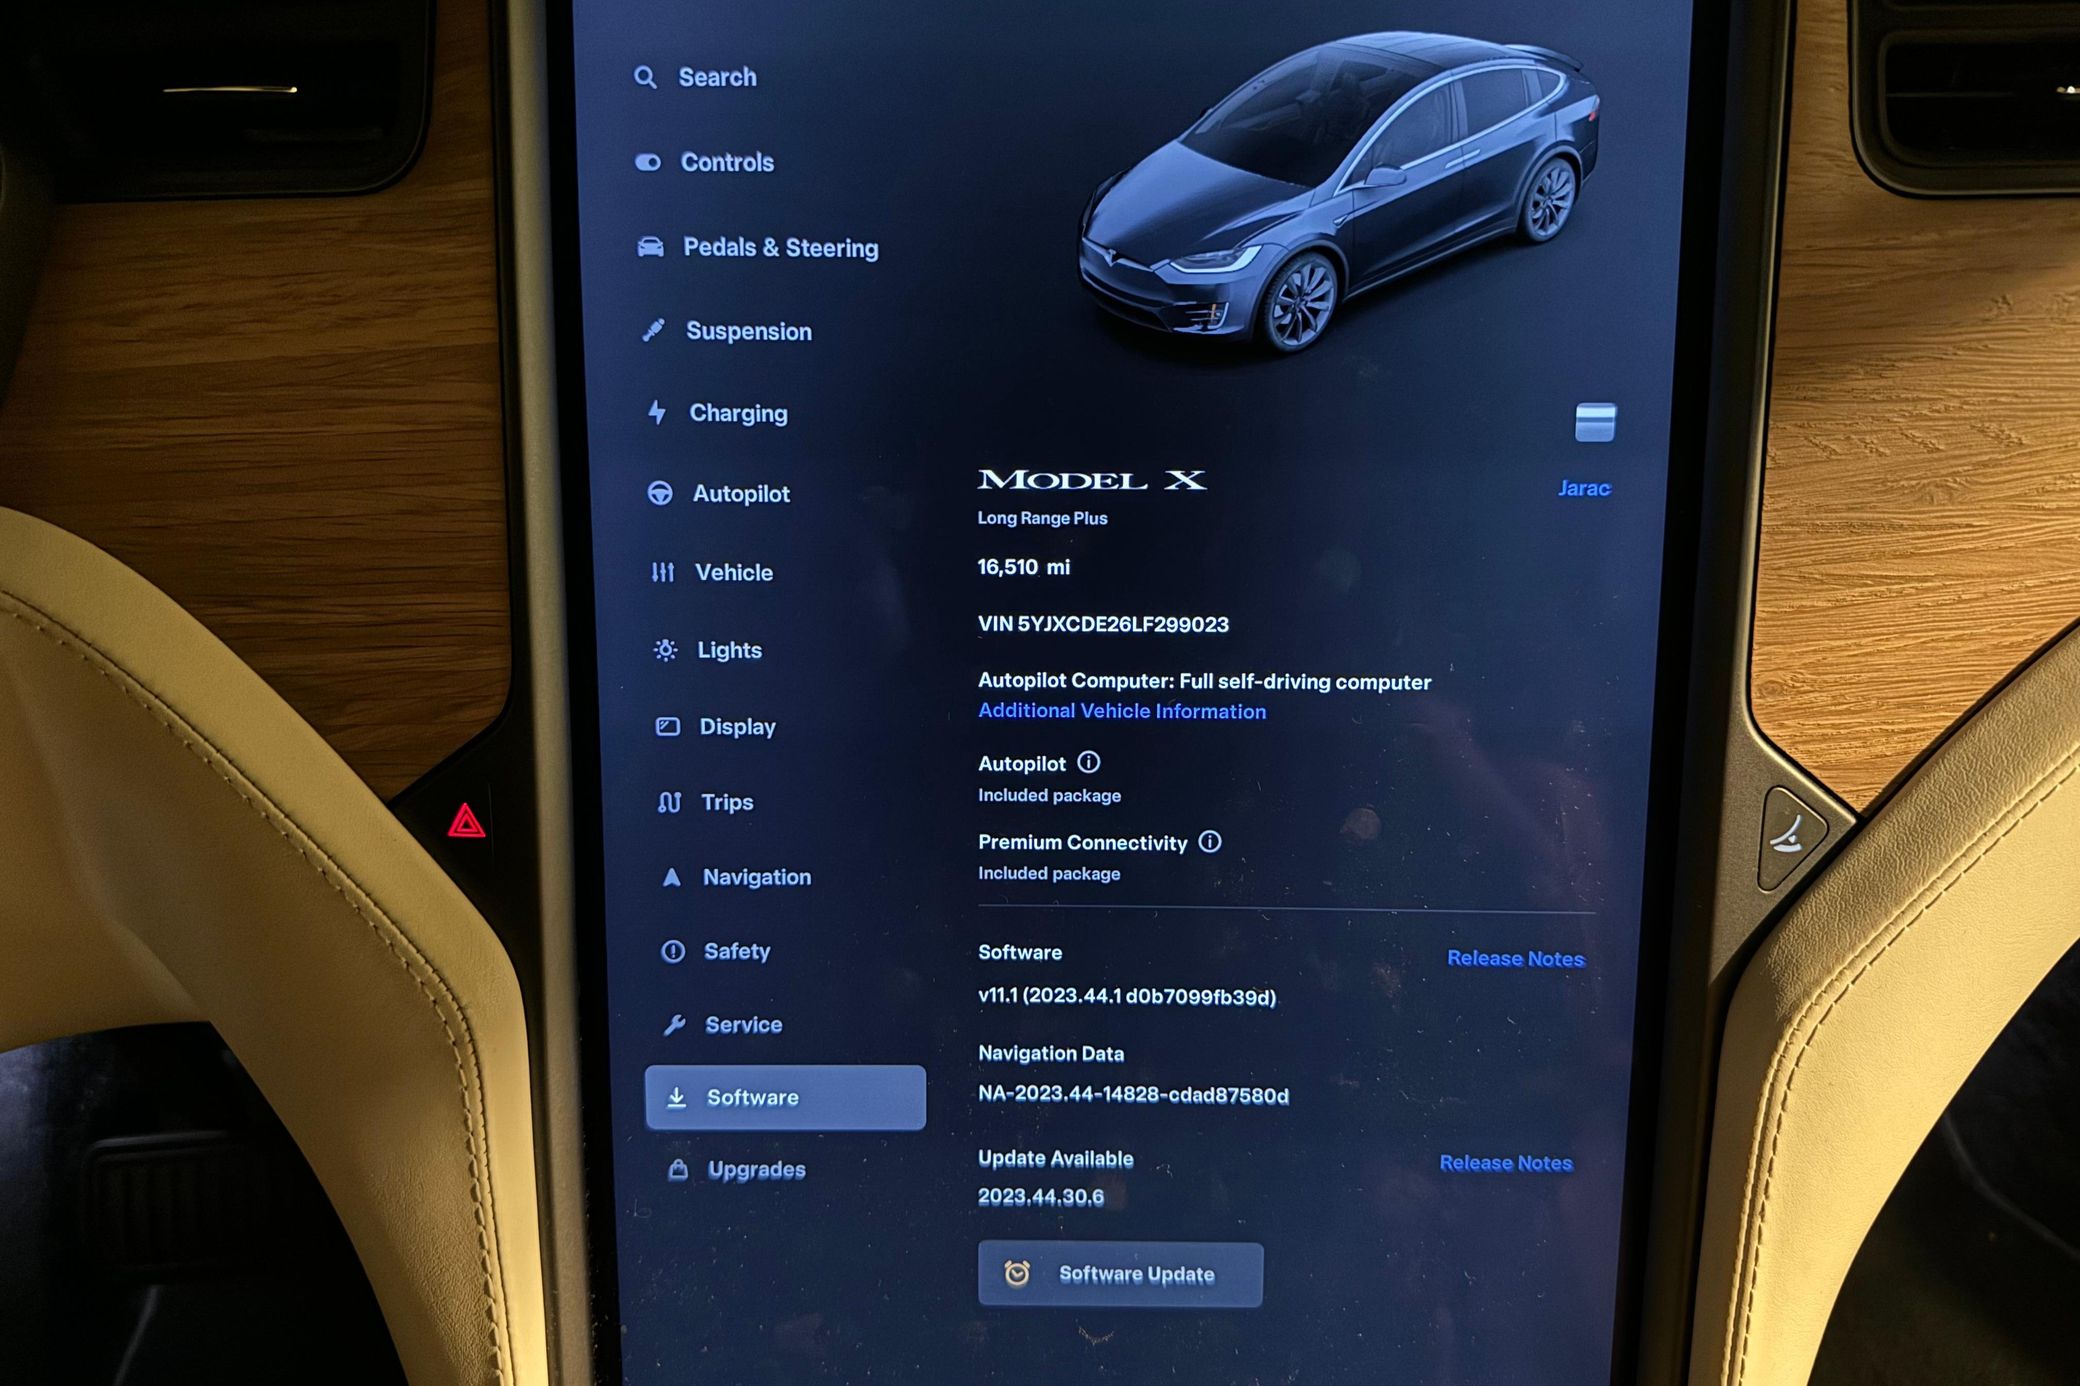 Search
Controls
Pedals & Steering
Suspension
Charging
Autopilot
Vehicle
Lights
Display
Trips
Navigation
Safety
Service
Software
Upgrades
MODEL X
Jarac
Long Range Plus
16,510 mi
VIN 5YJXCDE26LF299023
Autopilot Computer: Full self-driving computer
Additional Vehicle Information
Autopilot
Included package
Premium Connectivity
Included package
Software
Release Notes
v11.1 (2023.44.1 d0b7099fb39d)
Navigation Data
NA-2023.44-14828-cdad87580d
Update Available
Release Notes
2023.44.30.6
Software Update